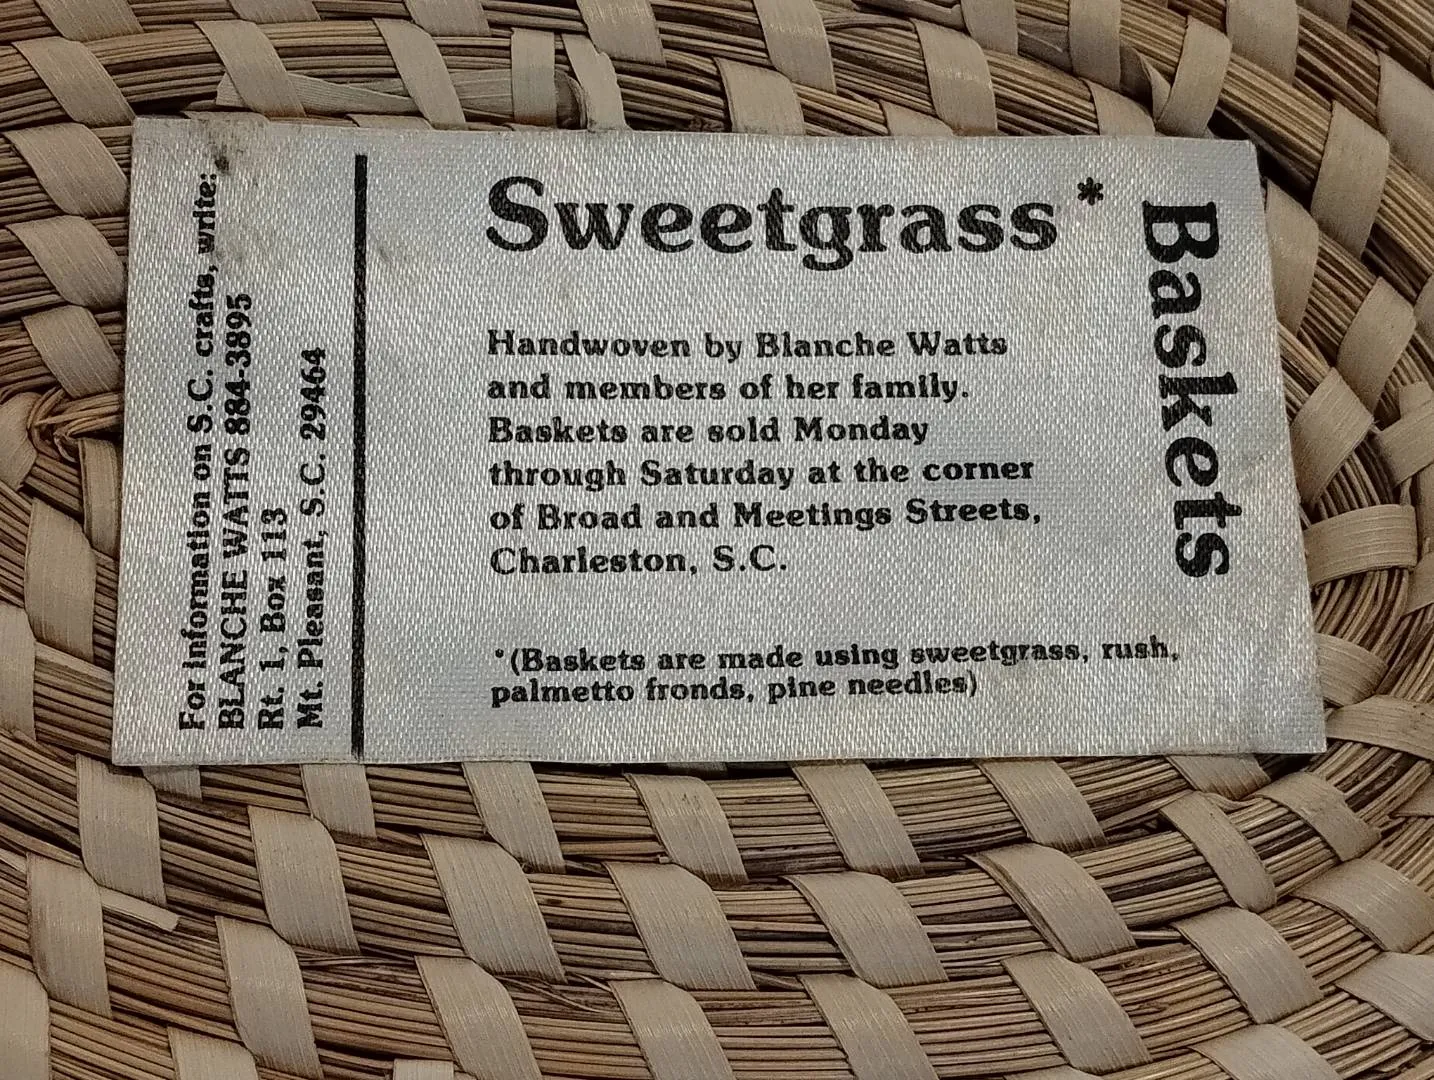 Sweetgrass*
Baskets
Handwoven by Blanche Watts
and members of her family.
Baskets are sold Monday
through Saturday at the corner
of Broad and Meetings Streets,
Charleston, S.C.
*(Baskets are made using sweetgrass, rush,
palmetto fronds, pine needles)
For information on S.C. crafts, write:
BLANCHE WATTS 884-3895
Rt. 1, Box 113
Mt. Pleasant, S.C. 29464